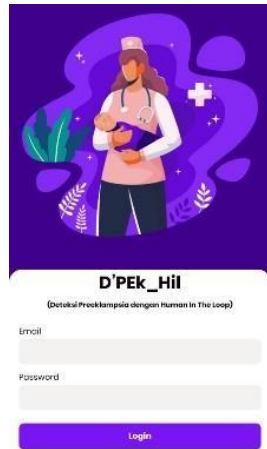 D'PEk_Hil
(Deteksi Preeklampsia dengan Human In The Loop)
Email
Password
Login